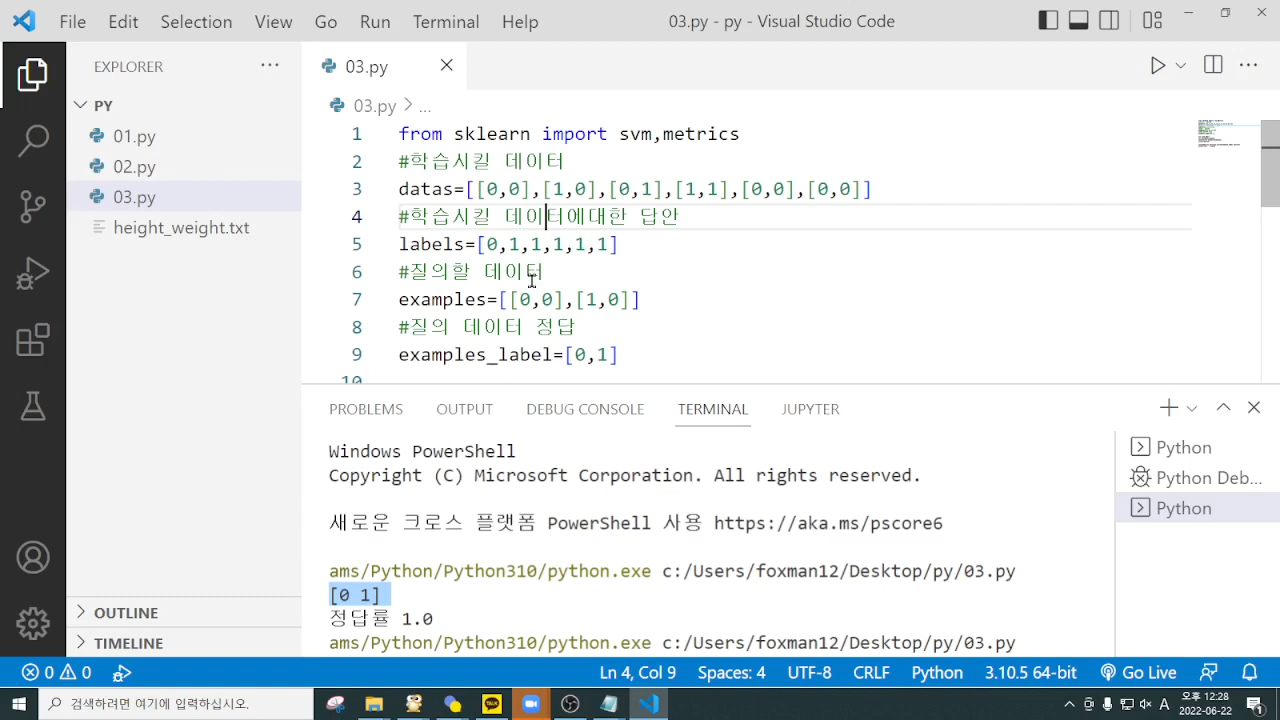 File Edit Selection View Go Run Terminal Help 03.py - py - Visual Studio Code
EXPLORER
03.py
PY
03.py > ...
01.py
02.py
03.py
height_weight.txt
1 from sklearn import svm,metrics
2 #학습시킬 데이터
3 datas=[[0,0],[1,0],[0,1],[1,1],[0,0],[0,0]]
4 #학습시킬 데이터에대한 답안
5 labels=[0,1,1,1,1,1]
6 #질의할 데이터
7 examples=[[0,0],[1,0]]
8 #질의 데이터 정답
9 examples_label=[0,1]
10
PROBLEMS OUTPUT DEBUG CONSOLE TERMINAL JUPYTER
Windows PowerShell
Copyright (C) Microsoft Corporation. All rights reserved.
새로운 크로스 플랫폼 PowerShell 사용 https://aka.ms/pscore6
ams/Python/Python310/python.exe c:/Users/foxman12/Desktop/py/03.py
[0 1]
정답률 1.0
ams/Python/Python310/python.exe c:/Users/foxman12/Desktop/py/03.py
Python
Python Deb...
Python
OUTLINE
TIMELINE
0 0 Ln 4, Col 9 Spaces: 4 UTF-8 CRLF Python 3.10.5 64-bit Go Live
검색하려면 여기에 입력하십시오.
TALK
A
오후 12:28
2022-06-22
1